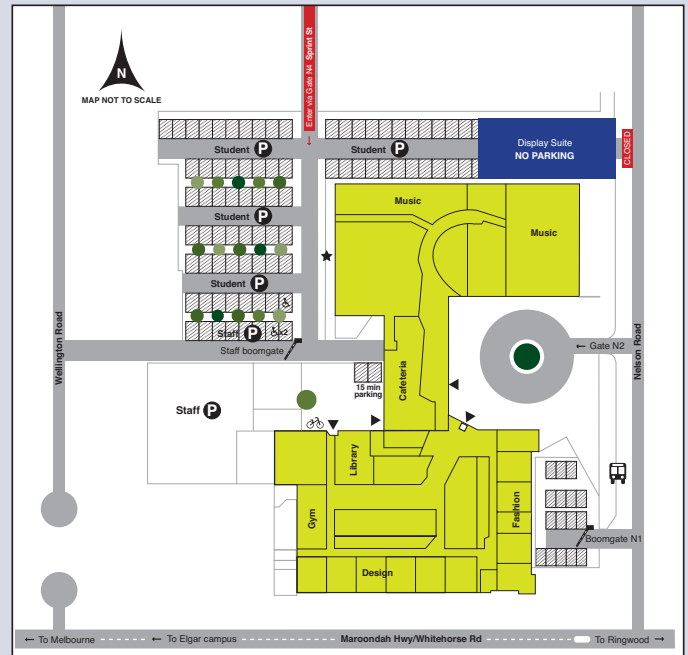 Enter via Gate N4 Sprint St
N
MAP NOT TO SCALE
Student P
Student P
Display Suite
NO PARKING
CLOSED
Music
Music
Student P
Student P
Staff P
x2
Staff boomgate
Wellington Road
Nelson Road
← Gate N2
15 min
parking
Cafeteria
Staff P
Library
Gym
Fashion
Design
Boomgate N1
← To Melbourne
← To Elgar campus
Maroondah Hwy/Whitehorse Rd
To Ringwood →